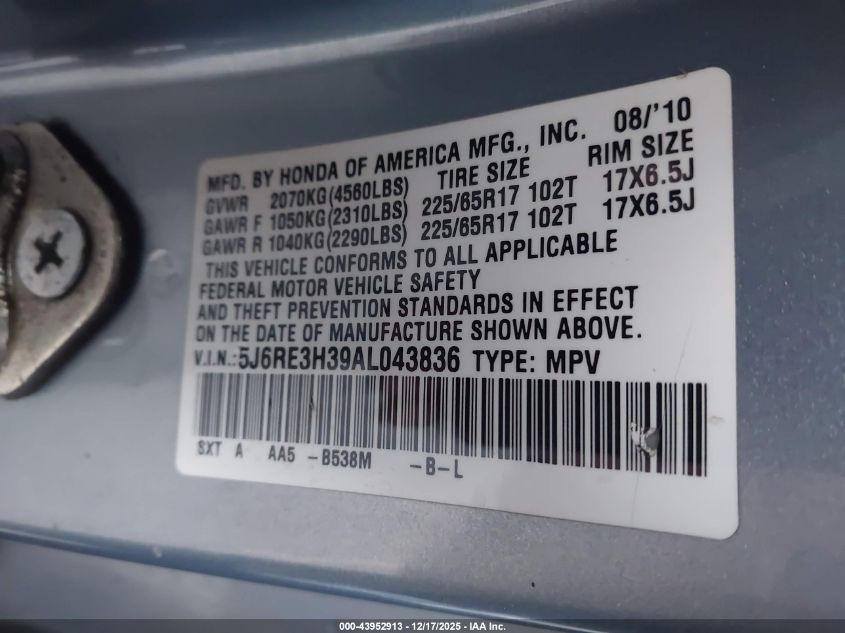 MFD. BY HONDA OF AMERICA MFG., INC. 08/'10
GVWR 2070KG(4560LBS) TIRE SIZE RIM SIZE
GAWR F 1050KG(2310LBS) 225/65R17 102T 17X6.5J
GAWR R 1040KG(2290LBS) 225/65R17 102T 17X6.5J
THIS VEHICLE CONFORMS TO ALL APPLICABLE
FEDERAL MOTOR VEHICLE SAFETY
AND THEFT PREVENTION STANDARDS IN EFFECT
ON THE DATE OF MANUFACTURE SHOWN ABOVE.
V.I.N.:5J6RE3H39AL043836 TYPE: MPV
SXT A AA5 -B538M -B-L
000-43952913 - 12/17/2025 - IAA Inc.